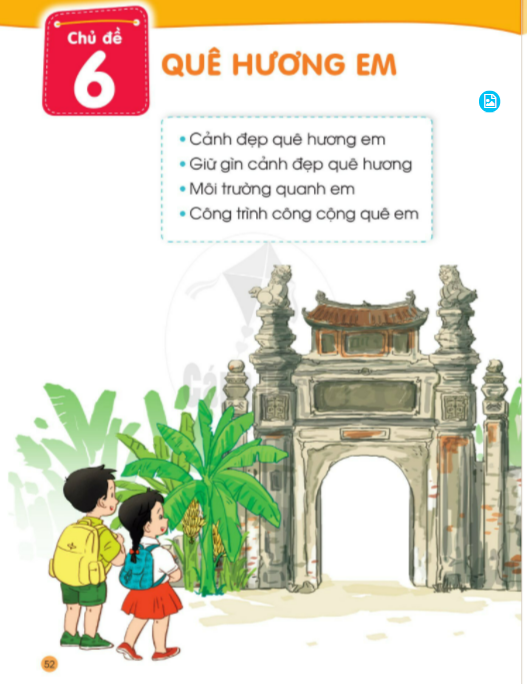 Chủ đề
6
QUÊ HƯƠNG EM
• Cảnh đẹp quê hương em
• Giữ gìn cảnh đẹp quê hương
• Môi trường quanh em
• Công trình công cộng quê em
52